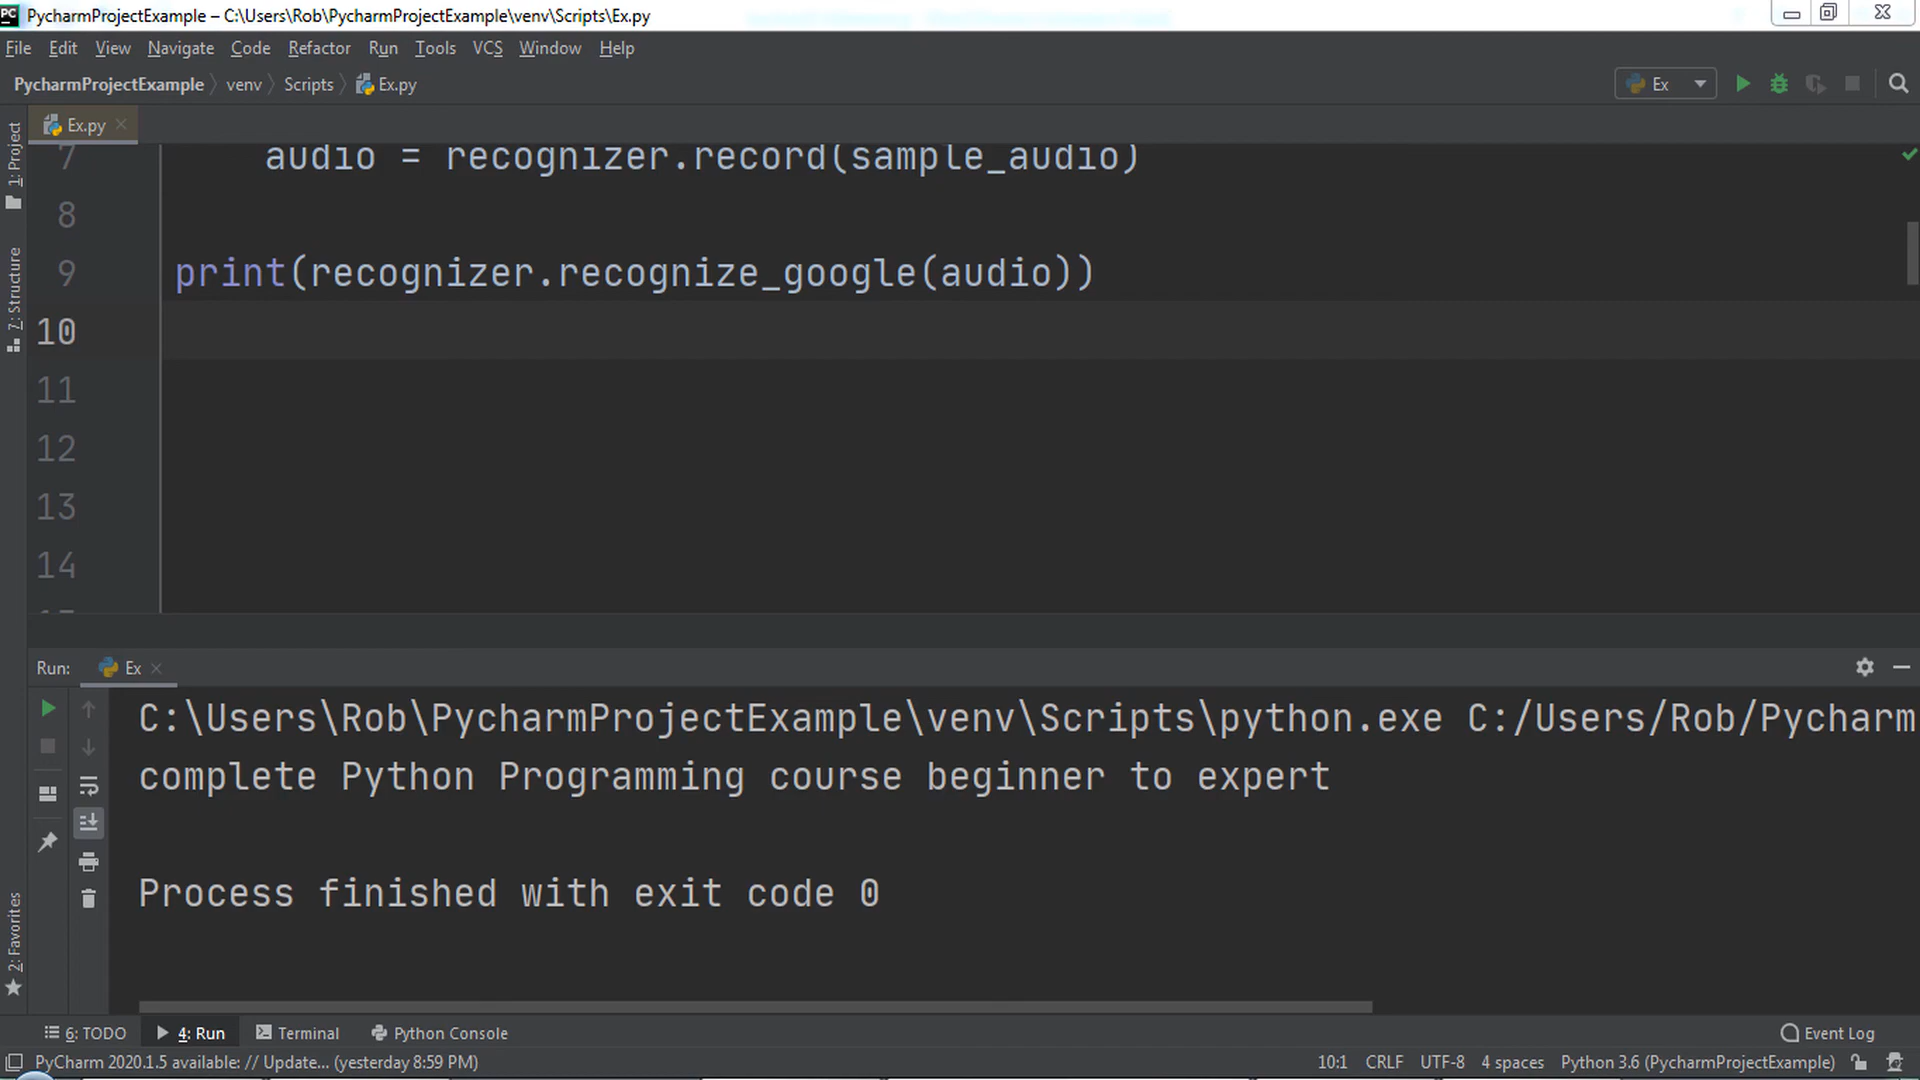 PC PycharmProjectExample – C:\Users\Rob\PycharmProjectExample\venv\Scripts\Ex.py
File Edit View Navigate Code Refactor Run Tools VCS Window Help
PycharmProjectExample venv Scripts Ex.py Ex
Ex.py
1: Project
7: Structure
7 audio = recognizer.record(sample_audio)
8
9 print(recognizer.recognize_google(audio))
10
11
12
13
14
Run: Ex
C:\Users\Rob\PycharmProjectExample\venv\Scripts\python.exe C:/Users/Rob/Pycharm
complete Python Programming course beginner to expert
Process finished with exit code 0
2: Favorites
6: TODO 4: Run Terminal Python Console Event Log
PyCharm 2020.1.5 available: // Update... (yesterday 8:59 PM) 10:1 CRLF UTF-8 4 spaces Python 3.6 (PycharmProjectExample)